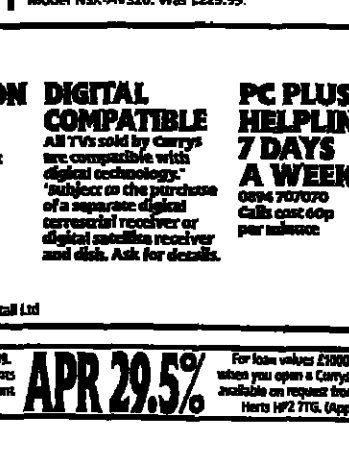 Model NSX-AV320. Was £229.99.
ON DIGITAL
COMPATIBLE
All TVs sold by Currys
are compatible with
digital technology.*
*Subject to the purchase
of a separate digital
terrestrial receiver or
digital satellite receiver
and dish. Ask for details.
PC PLUS
HELPLIN
7 DAYS
A WEEK
0894 707070
Calls cost 60p
per minute
tail Ltd
APR 29.5%
For loan values £1000
when you open a Currys
available on request from
Herts HP2 7TG. (App